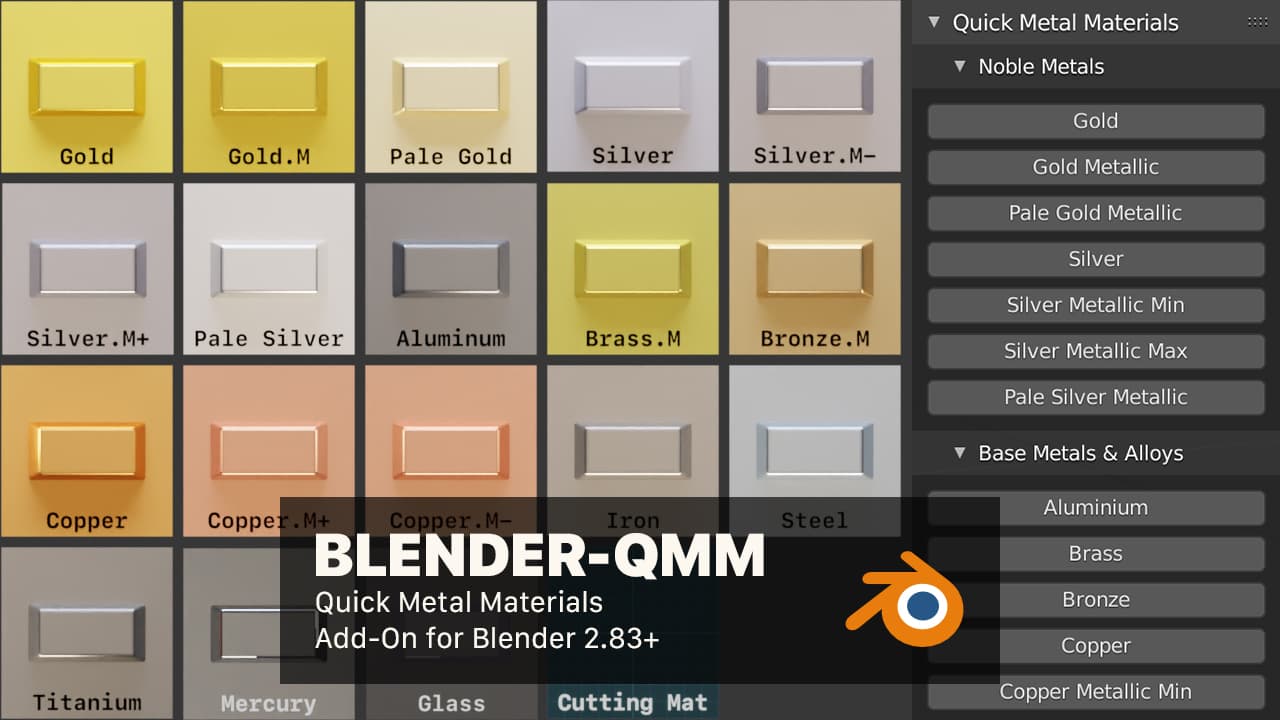 Gold
Gold.M
Pale Gold
Silver
Silver.M-
Silver.M+
Pale Silver
Aluminum
Brass.M
Bronze.M
Copper
Copper.M+
Copper.M-
Iron
Steel
Titanium
Mercury
Glass
Cutting Mat
BLENDER-QMM
Quick Metal Materials
Add-On for Blender 2.83+
Quick Metal Materials
Noble Metals
Gold
Gold Metallic
Pale Gold Metallic
Silver
Silver Metallic Min
Silver Metallic Max
Pale Silver Metallic
Base Metals & Alloys
Aluminium
Brass
Bronze
Copper
Copper Metallic Min